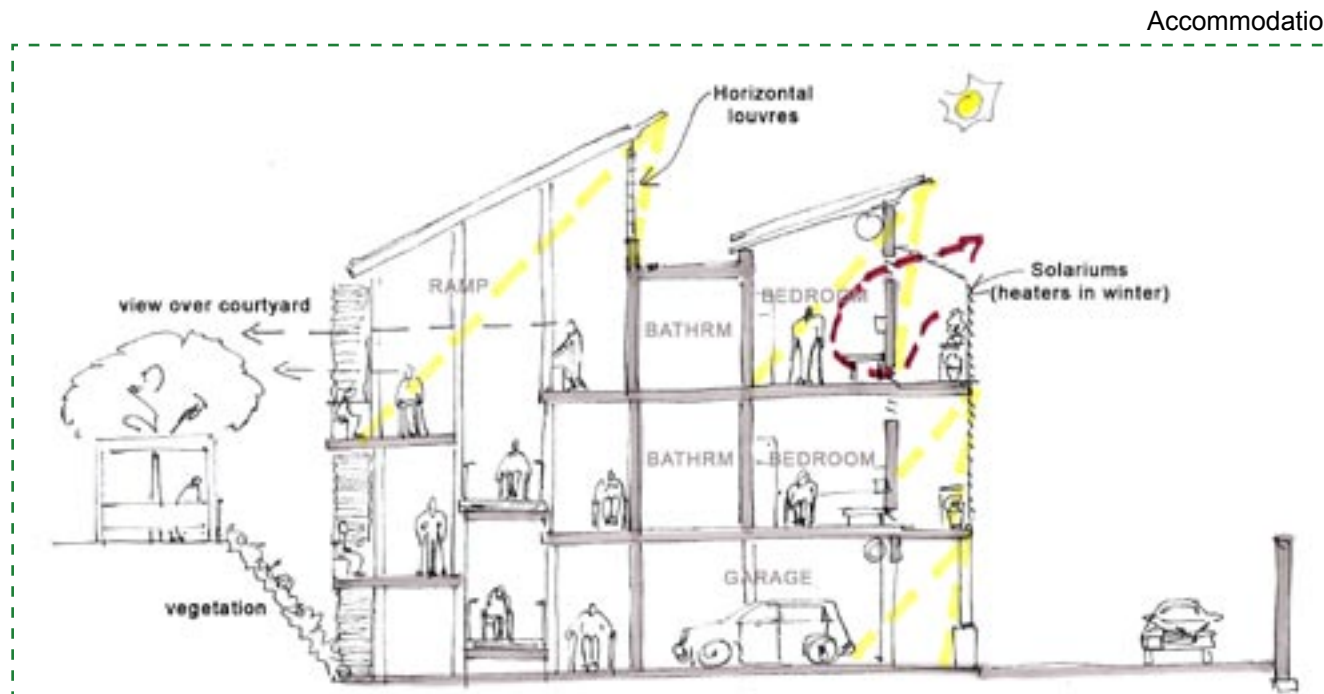 Accommodatio
Horizontal
louvres
view over courtyard
RAMP
BEDROOM
Solariums
(heaters in winter)
BATHRM
BATHRM
BEDROOM
GARAGE
vegetation